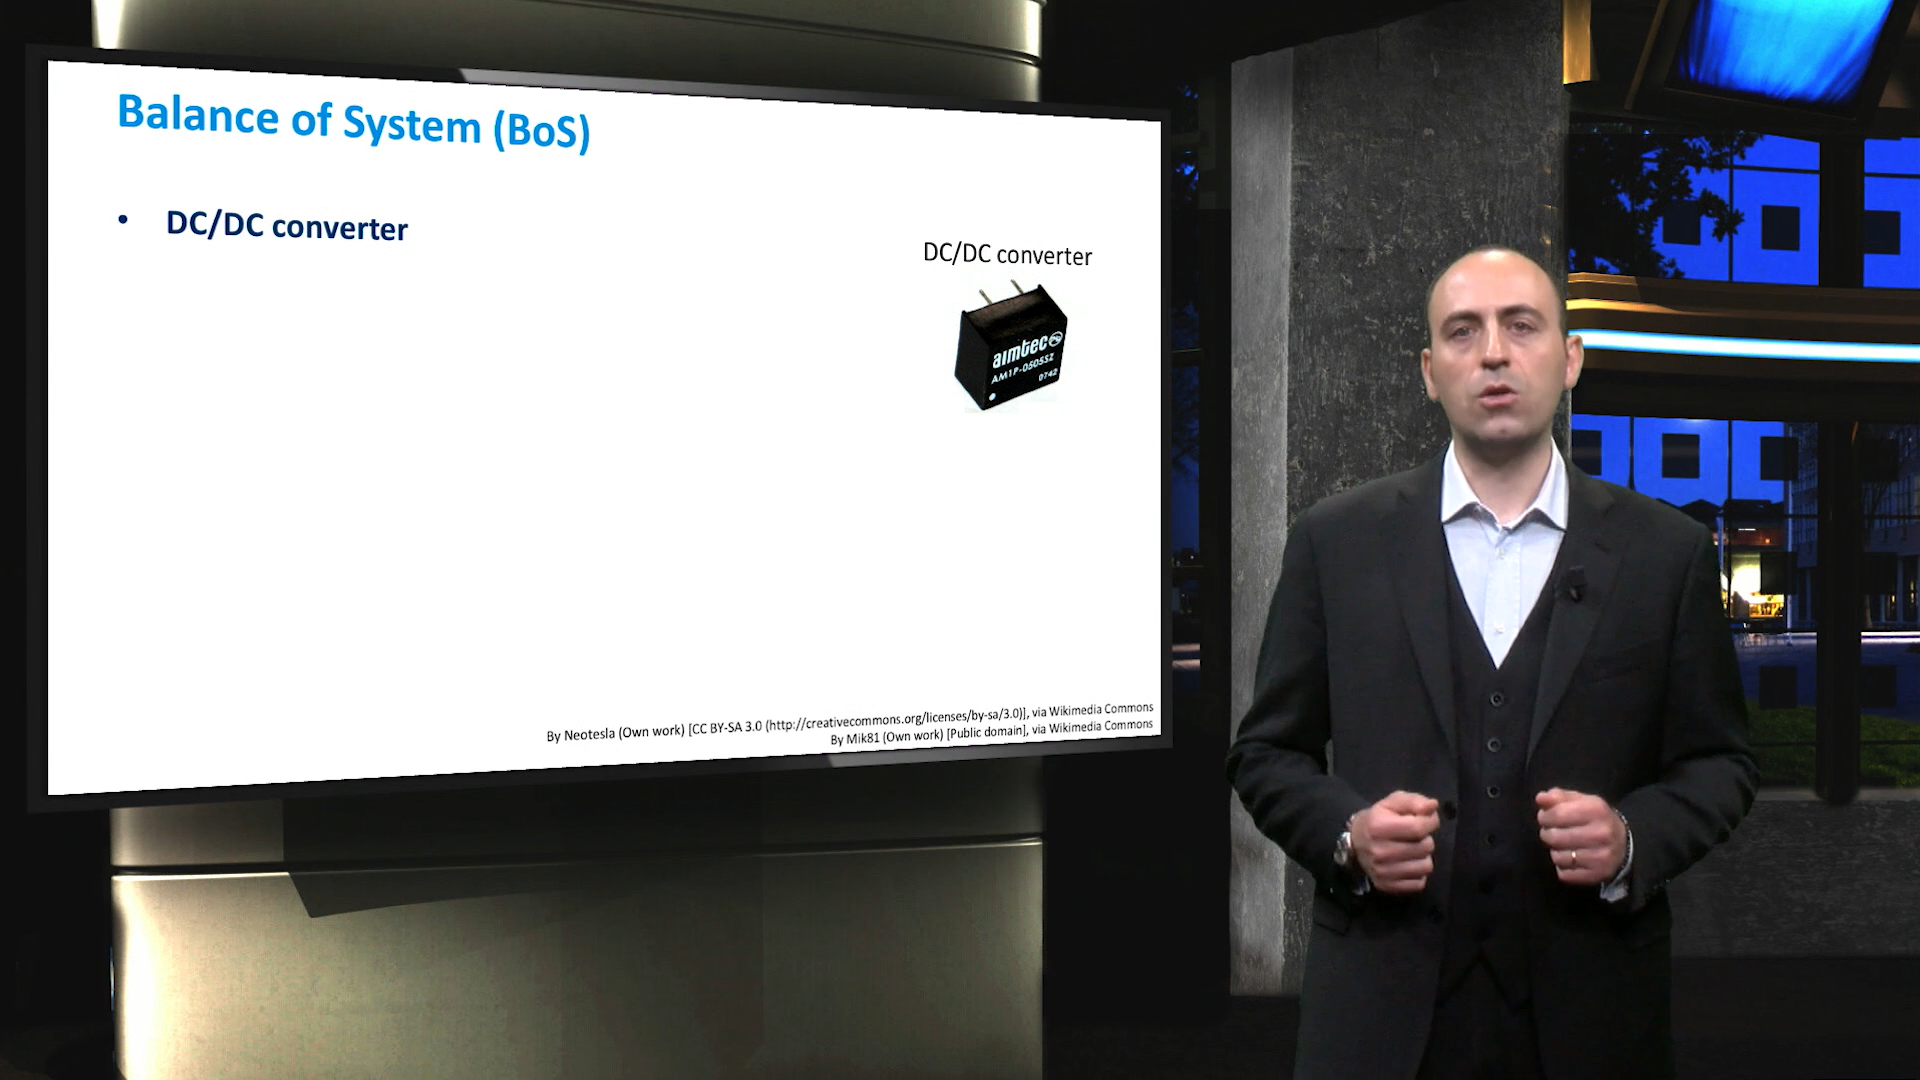 Balance of System (BoS)
• DC/DC converter
DC/DC converter
aimtec
AM1P-0505SZ
0742
By Neotesla (Own work) [CC BY-SA 3.0 (http://creativecommons.org/licenses/by-sa/3.0)], via Wikimedia Commons
By Mik81 (Own work) [Public domain], via Wikimedia Commons